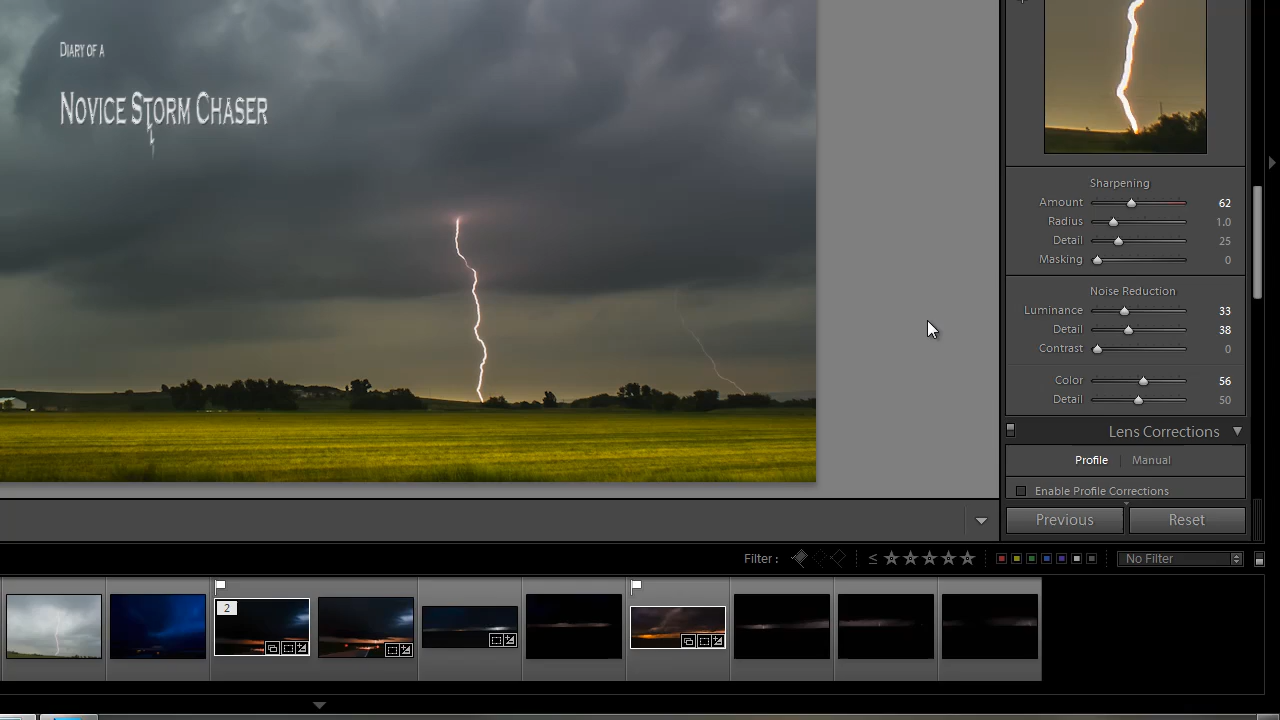 DIARY OF A
NOVICE STORM CHASER
Sharpening
Amount 62
Radius 1.0
Detail 25
Masking 0
Noise Reduction
Luminance 33
Detail 38
Contrast 0
Color 56
Detail 50
Lens Corrections
Profile | Manual
Enable Profile Corrections
Previous Reset
Filter : ≤ No Filter
2